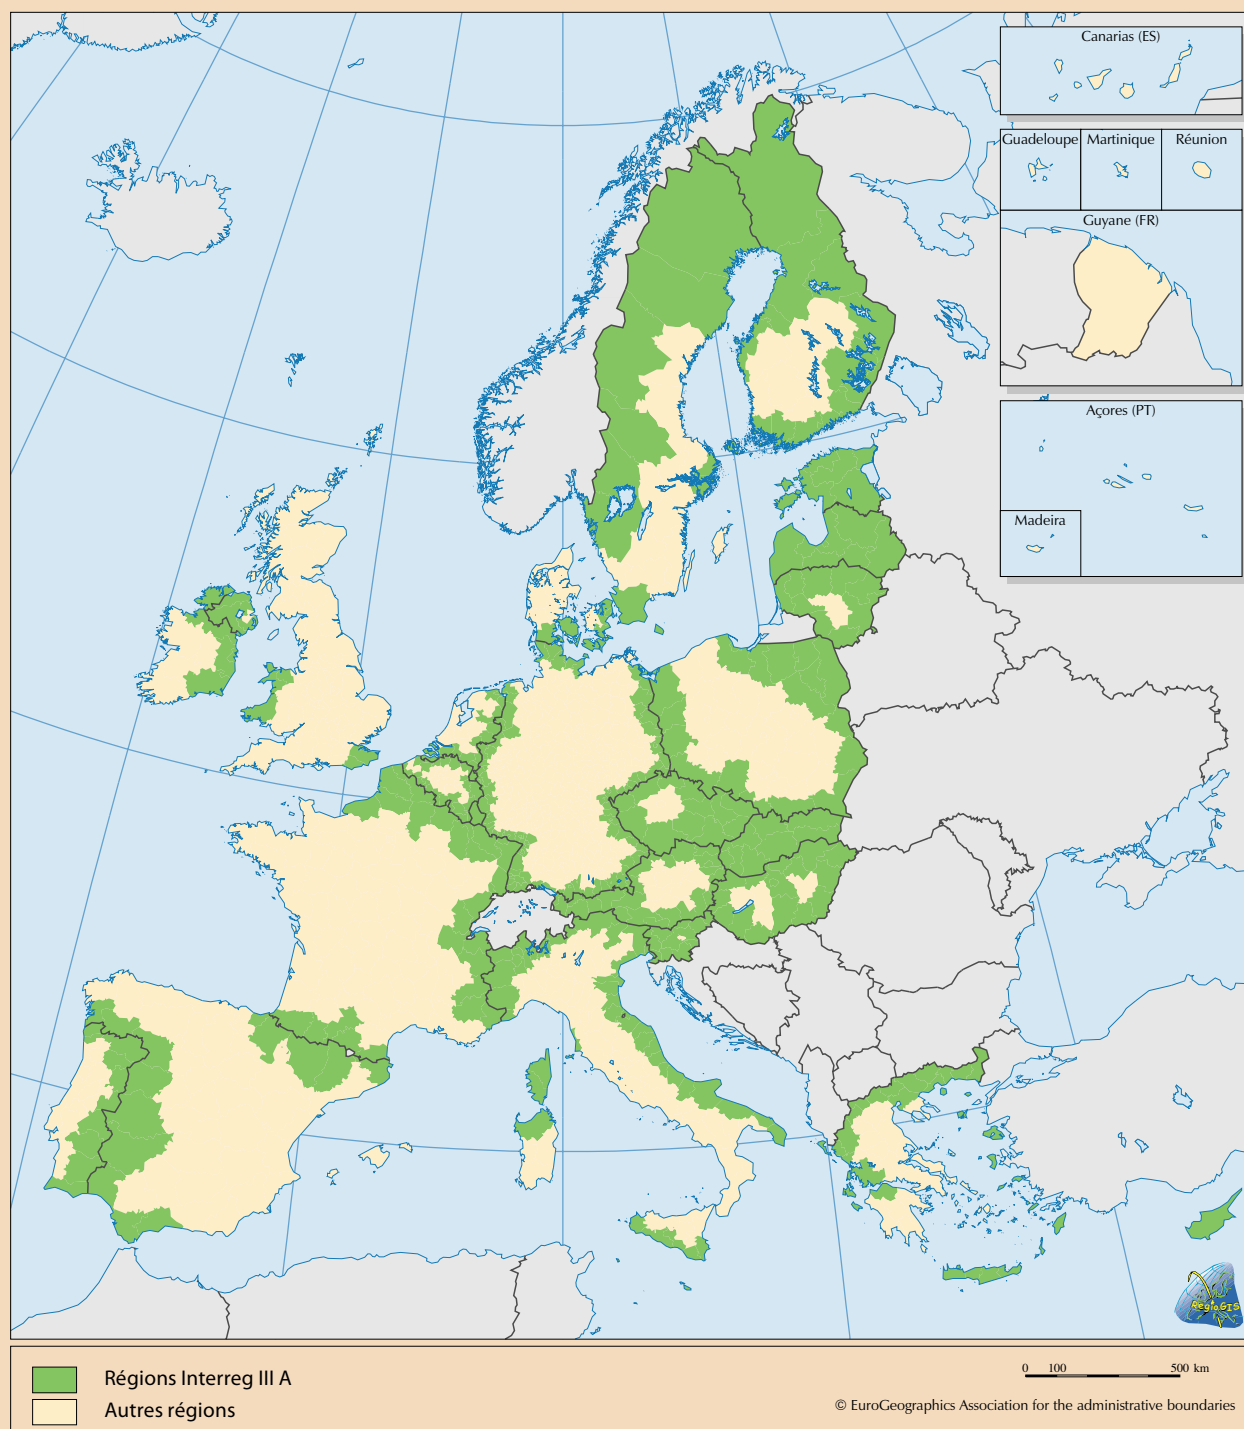 Canarias (ES)
Guadeloupe
Martinique
Réunion
Guyane (FR)
Açores (PT)
Madeira
RegioGIS
Régions Interreg III A
Autres régions
0 100 500 km
© EuroGeographics Association for the administrative boundaries